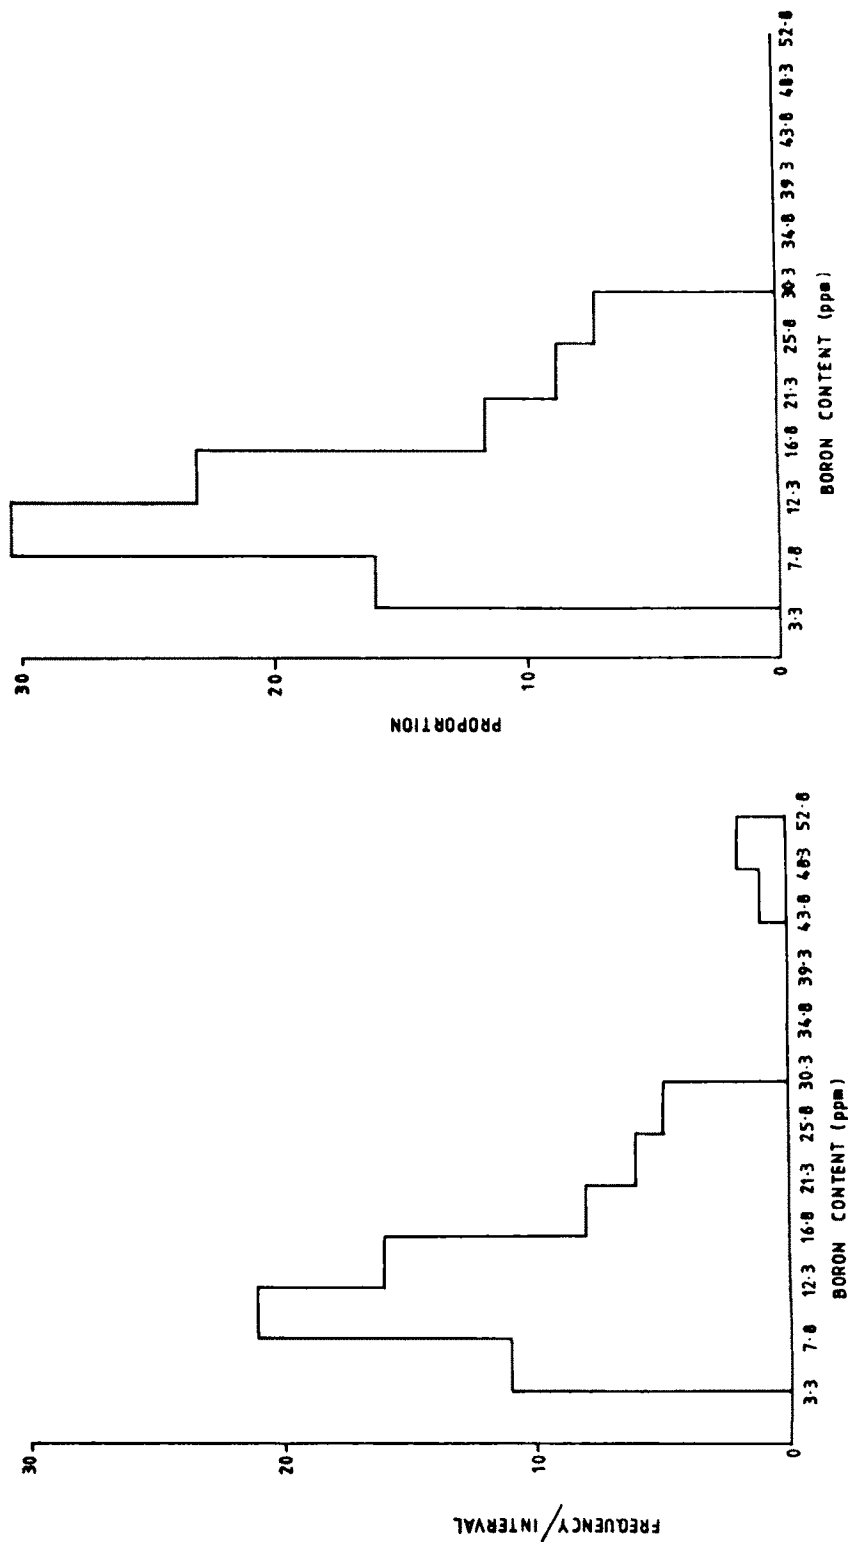 FREQUENCY/INTERVAL
30
20
10
0
3·3 7·8 12·3 16·8 21·3 25·8 30·3 34·8 39·3 43·8 48·3 52·8
BORON CONTENT (ppm)
PROPORTION
30
20
10
0
3·3 7·8 12·3 16·8 21·3 25·8 30·3 34·8 39 3 43·8 48·3 52·8
BORON CONTENT (ppm)